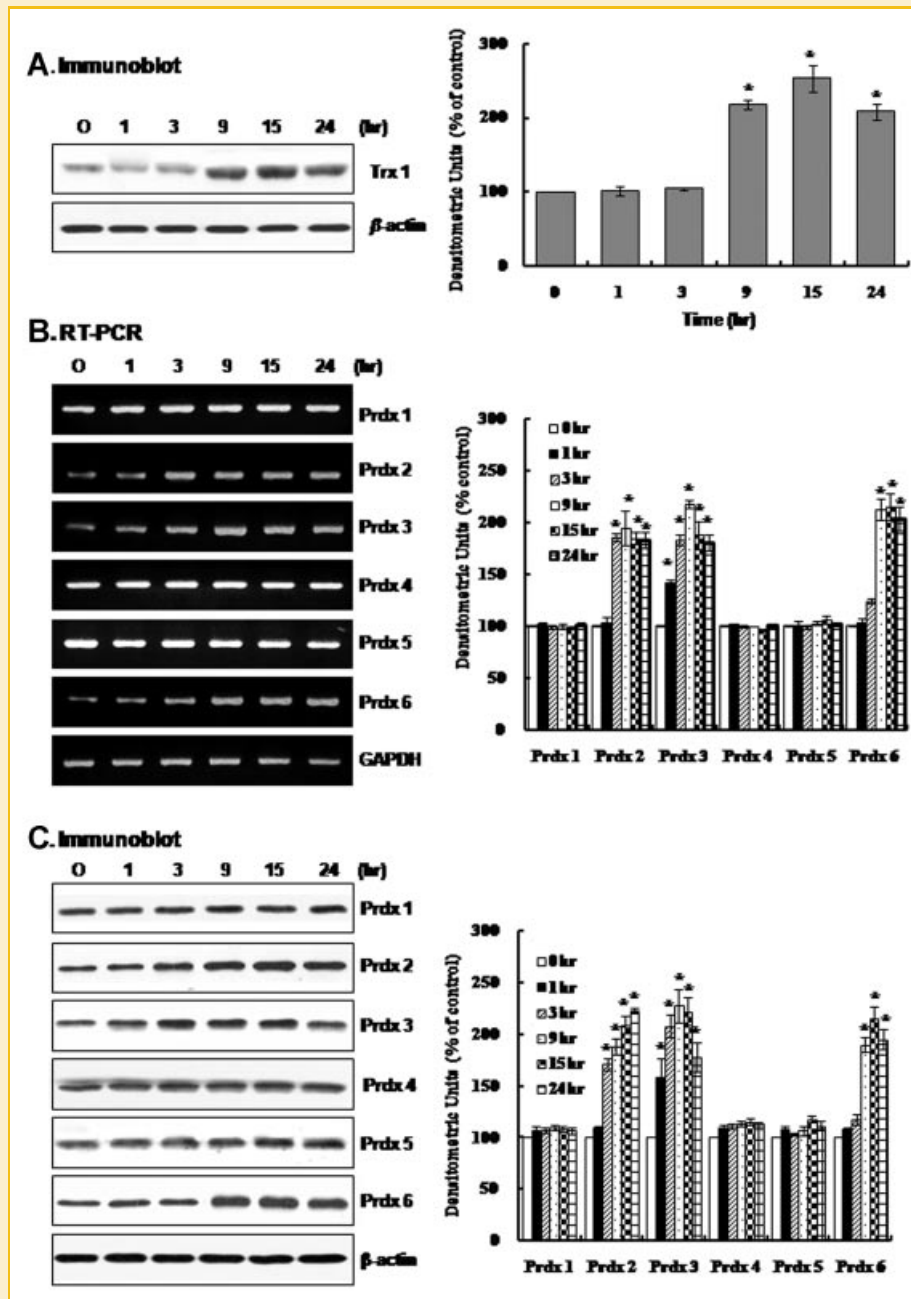 A. Immunoblot
0 1 3 9 15 24 (hr)
Trx 1
β-actin
Densitometric Units (% of control)
300
200
100
0
0 1 3 9 15 24
Time (hr)
* * *
B. RT-PCR
0 1 3 9 15 24 (hr)
Prdx 1
Prdx 2
Prdx 3
Prdx 4
Prdx 5
Prdx 6
GAPDH
Densitometric Units (% control)
300
250
200
150
100
50
0
0 hr
1 hr
3 hr
9 hr
15 hr
24 hr
* * * * * * * * * * * *
Prdx 1 Prdx 2 Prdx 3 Prdx 4 Prdx 5 Prdx 6
C. Immunoblot
0 1 3 9 15 24 (hr)
Prdx 1
Prdx 2
Prdx 3
Prdx 4
Prdx 5
Prdx 6
β-actin
Densitometric Units (% of control)
300
250
200
150
100
50
0
0 hr
1 hr
3 hr
9 hr
15 hr
24 hr
* * * * * * * * * * * *
Prdx 1 Prdx 2 Prdx 3 Prdx 4 Prdx 5 Prdx 6